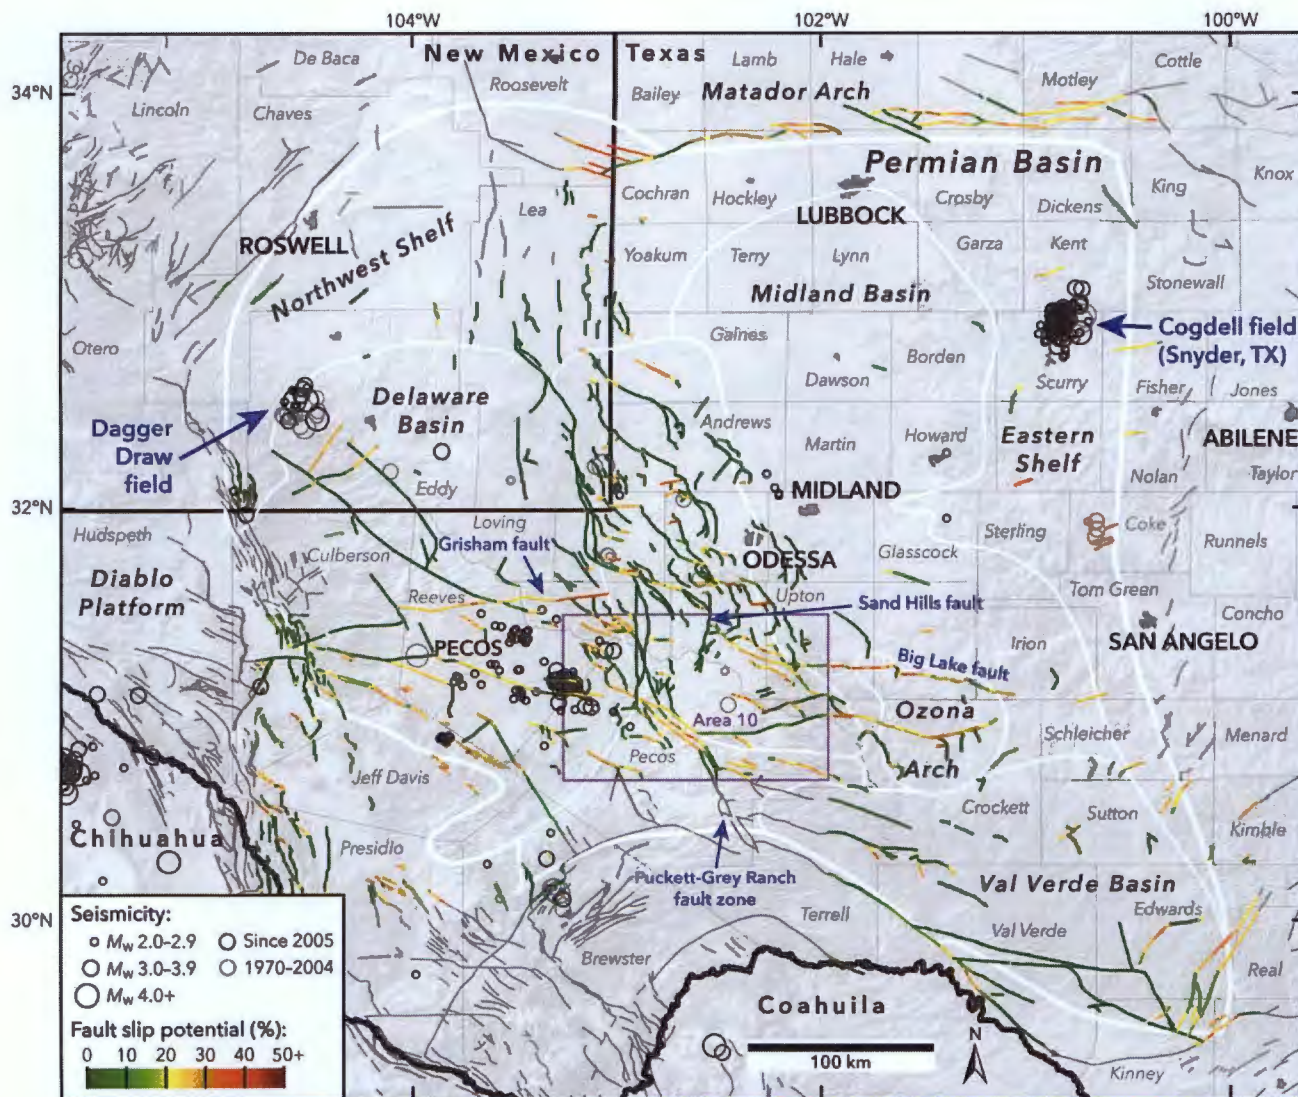 104°W 102°W 100°W
New Mexico Texas
De Baca Roosevelt Lamb Hale Motley Cottle
34°N
Lincoln Chaves Bailey Matador Arch
Permian Basin
Cochran Hockley LUBBOCK Crosby Dickens King Knox
Lea
ROSWELL Northwest Shelf
Yoakum Terry Lynn Garza Kent
Stonewall
Midland Basin
Otero Gaines Borden
Cogdell field
(Snyder, TX)
Dawson Scurry Fisher Jones
Delaware
Basin
Dagger
Draw
field
Andrews Martin Howard
Eastern
Shelf
ABILENE
Nolan Taylor
Eddy MIDLAND
32°N
Hudspeth Loving Sterling Coke Runnels
Culberson Grisham fault ODESSA Glasscock
Diablo
Platform
Reeves Upton Sand Hills fault Tom Green Concho
PECOS Irion SAN ANGELO
Big Lake fault
Area 10 Ozona
Arch
Pecos Schleicher Menard
Jeff Davis Crockett Sutton Kimble
Chihuahua
Presidio
Puckett-Grey Ranch
fault zone
Val Verde Basin
Terrell Edwards
30°N
Val Verde
Brewster Real
Seismicity:
Mw 2.0–2.9 Since 2005
Mw 3.0–3.9 1970–2004
Mw 4.0+
Fault slip potential (%):
0 10 20 30 40 50+
Coahuila
100 km
N
Kinney